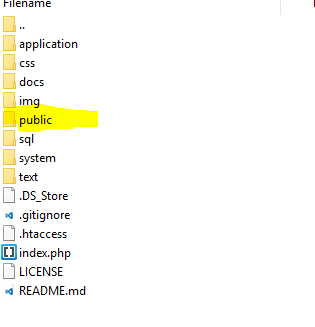 Filename
..
application
css
docs
img
public
sql
system
text
.DS_Store
.gitignore
.htaccess
index.php
LICENSE
README.md